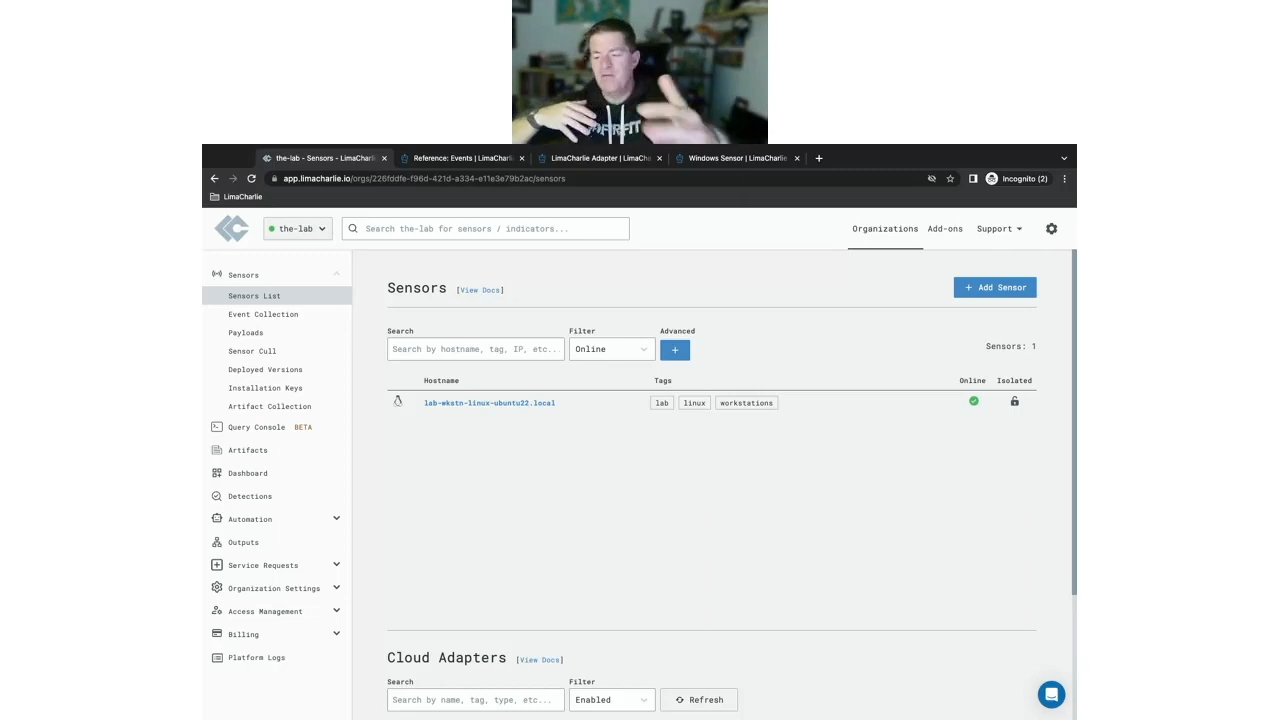 DFIRFIT
the-lab - Sensors - LimaCharli
Reference: Events | LimaCharli
LimaCharlie Adapter | LimaCha
Windows Sensor | LimaCharlie
app.limacharlie.io/orgs/226fddfe-f96d-421d-a334-e11e3e79b2ac/sensors
Incognito (2)
LimaCharlie
the-lab
Search the-lab for sensors / indicators...
Organizations
Add-ons
Support
Sensors
Sensors List
Event Collection
Payloads
Sensor Cull
Deployed Versions
Installation Keys
Artifact Collection
Query Console BETA
Artifacts
Dashboard
Detections
Automation
Outputs
Service Requests
Organization Settings
Access Management
Billing
Platform Logs
Sensors [View Docs]
+ Add Sensor
Search
Filter
Advanced
Search by hostname, tag, IP, etc...
Online
+
Sensors: 1
Hostname
Tags
Online
Isolated
lab-wkstn-linux-ubuntu22.local
lab
linux
workstations
Cloud Adapters [View Docs]
Search
Filter
Search by name, tag, type, etc...
Enabled
Refresh